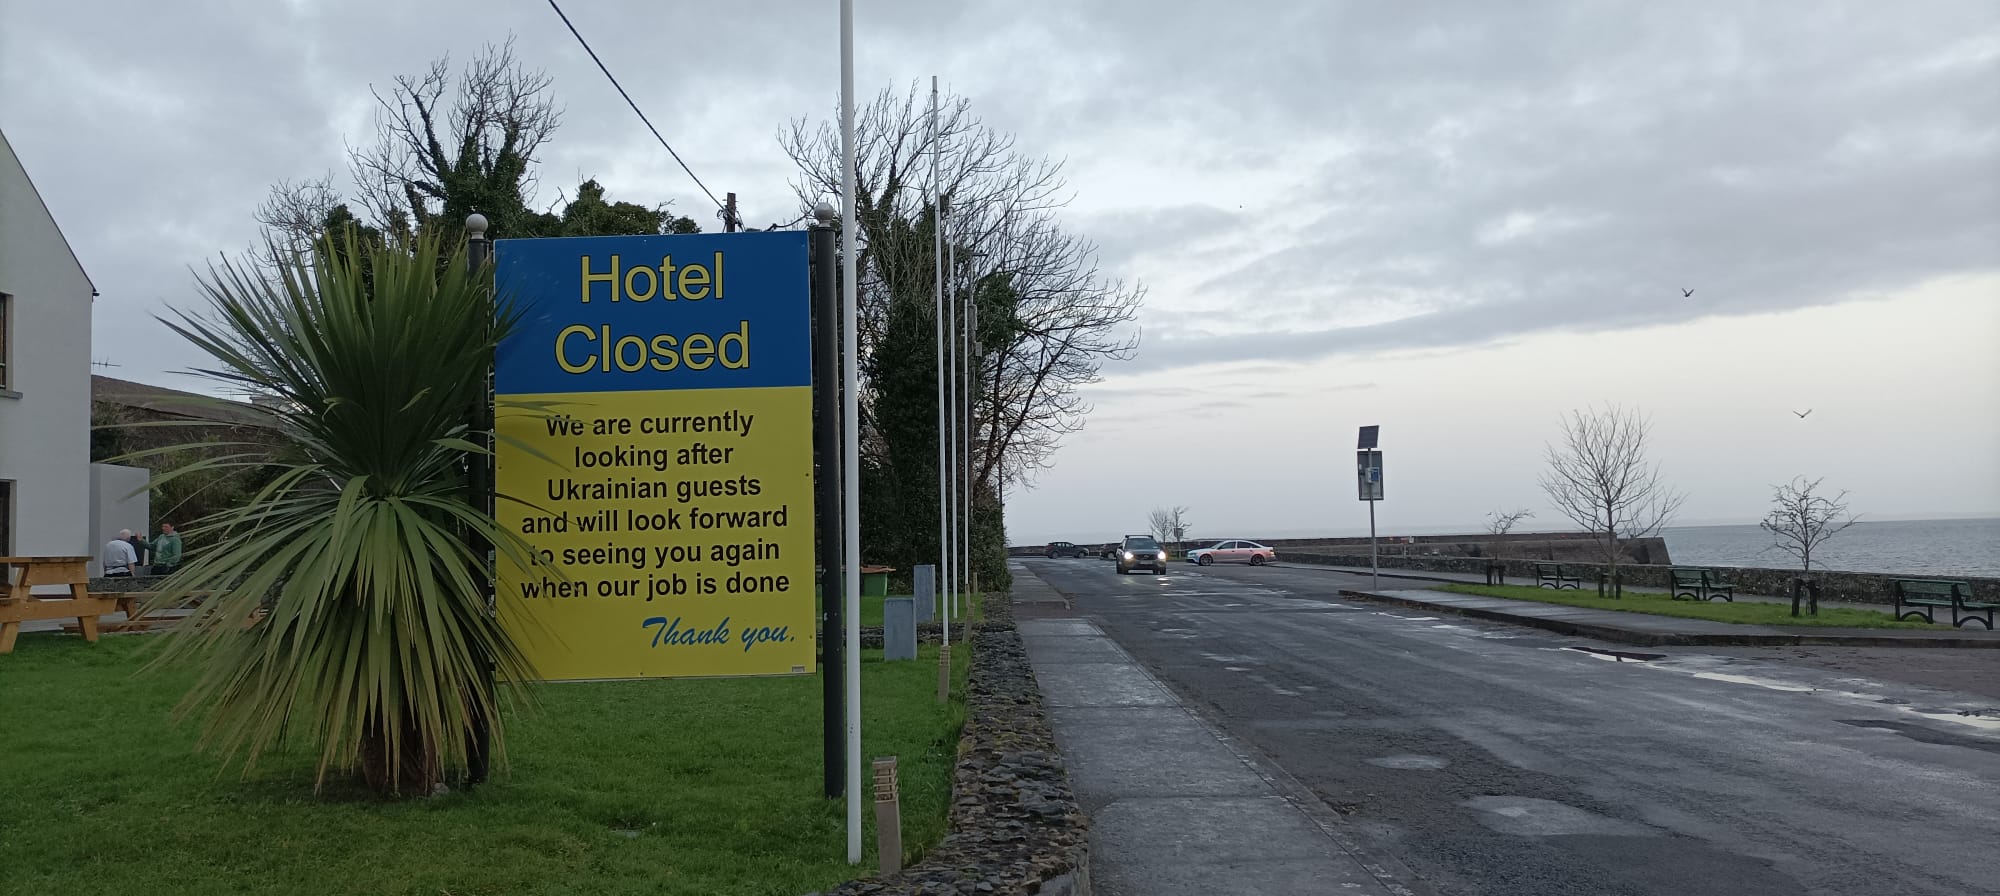 Hotel
Closed
We are currently
looking after
Ukrainian guests
and will look forward
to seeing you again
when our job is done
Thank you.